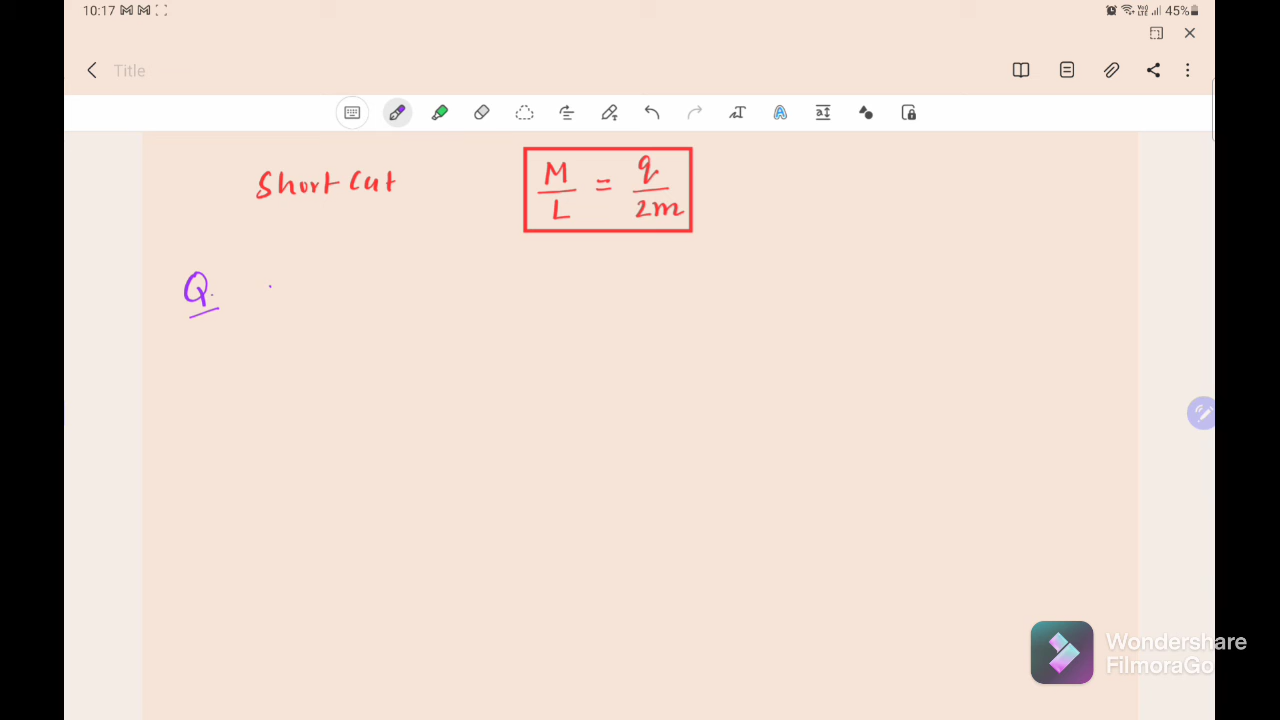 10:17
45%
Title
Short Cut
M/L = q/2m
Q.
Wondershare
FilmoraGo